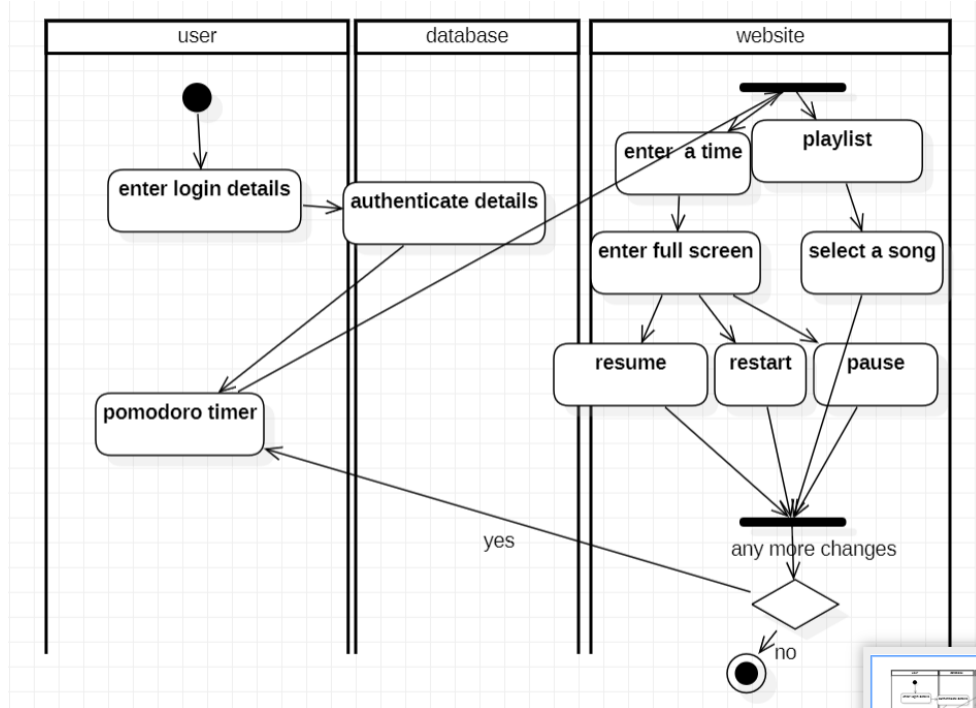 user
database
website
enter login details
authenticate details
enter  a time
playlist
enter full screen
select a song
resume
restart
pause
pomodoro timer
yes
any more changes
no